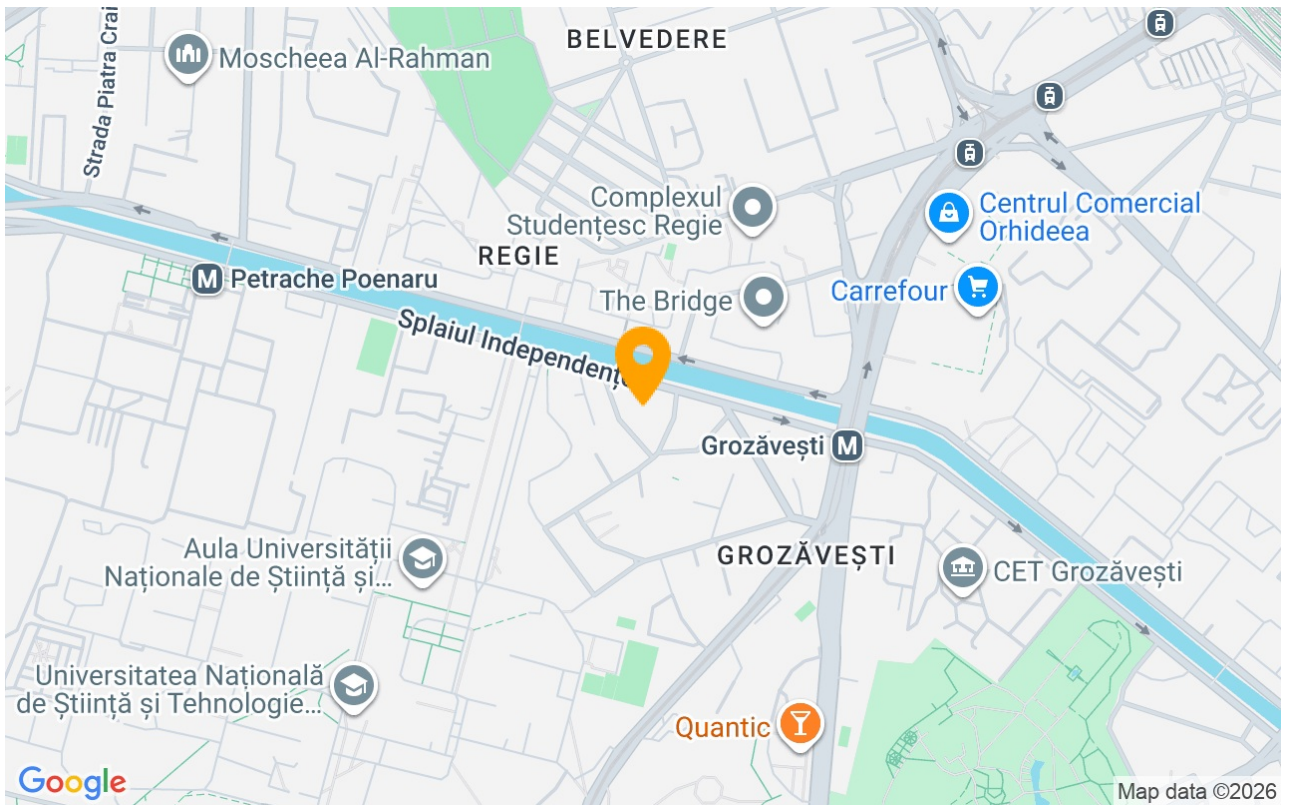 BELVEDERE
Moscheea Al-Rahman
Strada Piatra Crai
Complexul
Studențesc Regie
Centrul Comercial
Orhideea
REGIE
Petrache Poenaru
The Bridge
Carrefour
Splaiul Independențe
Grozăvești
Aula Universității
Naționale de Știință și...
GROZĂVEȘTI
CET Grozăvești
Universitatea Națională
de Știință și Tehnologie...
Quantic
Google
Map data ©2026